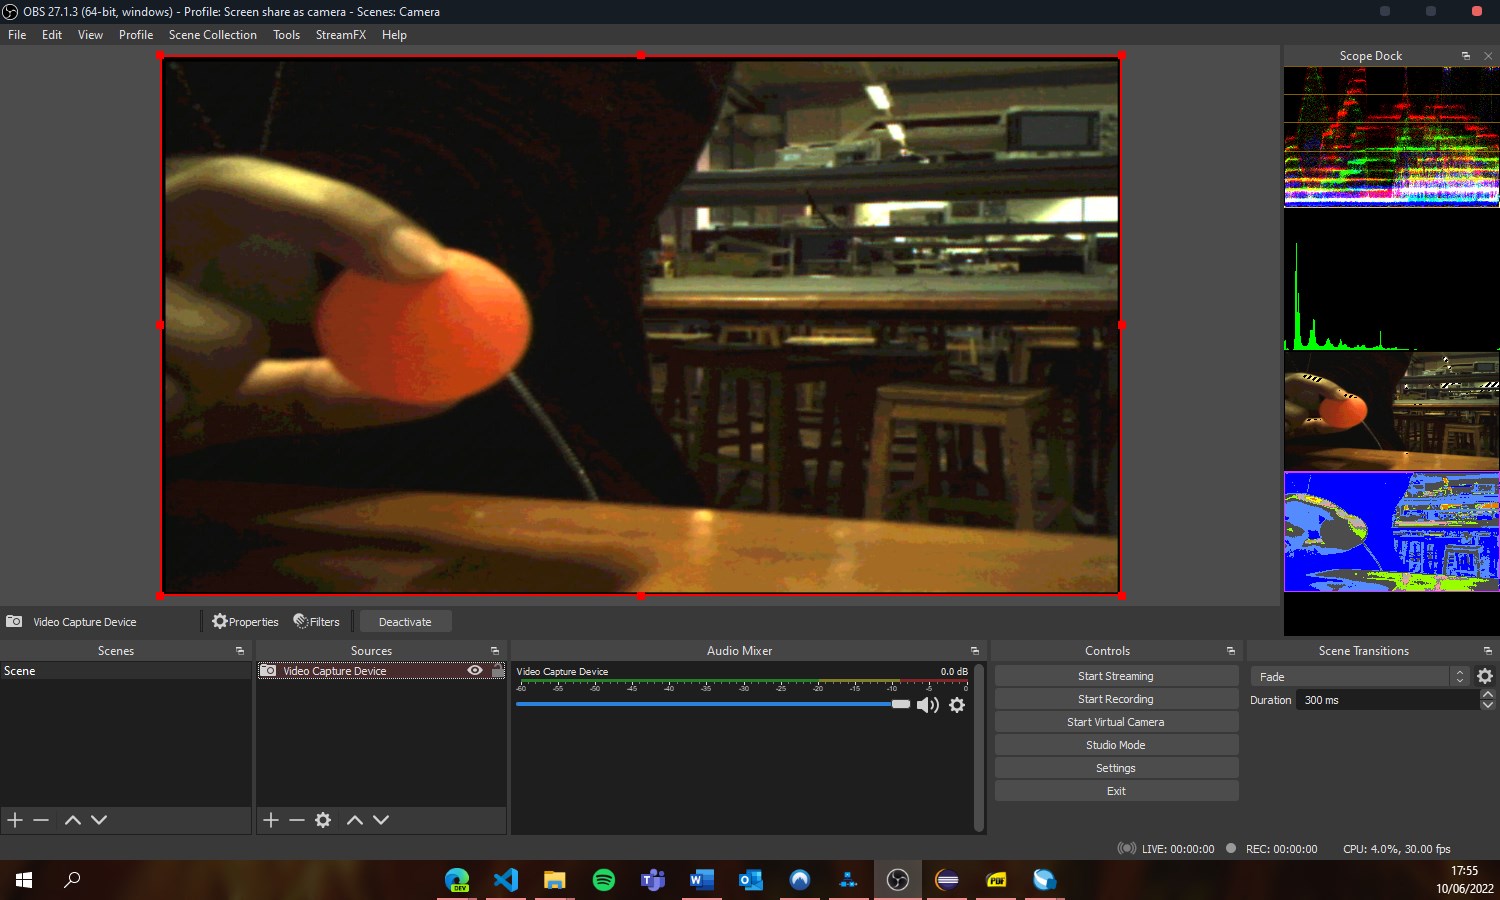 OBS 27.1.3 (64-bit, windows) - Profile: Screen share as camera - Scenes: Camera
File Edit View Profile Scene Collection Tools StreamFX Help
Scope Dock
Video Capture Device Properties Filters Deactivate
Scenes Sources Audio Mixer Controls Scene Transitions
Scene
Video Capture Device
Video Capture Device 0.0 dB
-60 -55 -50 -45 -40 -35 -30 -25 -20 -15 -10 -5 0
Start Streaming
Start Recording
Start Virtual Camera
Studio Mode
Settings
Exit
Fade
Duration 300 ms
LIVE: 00:00:00 REC: 00:00:00 CPU: 4.0%, 30.00 fps
DEV
PDF
17:55
10/06/2022